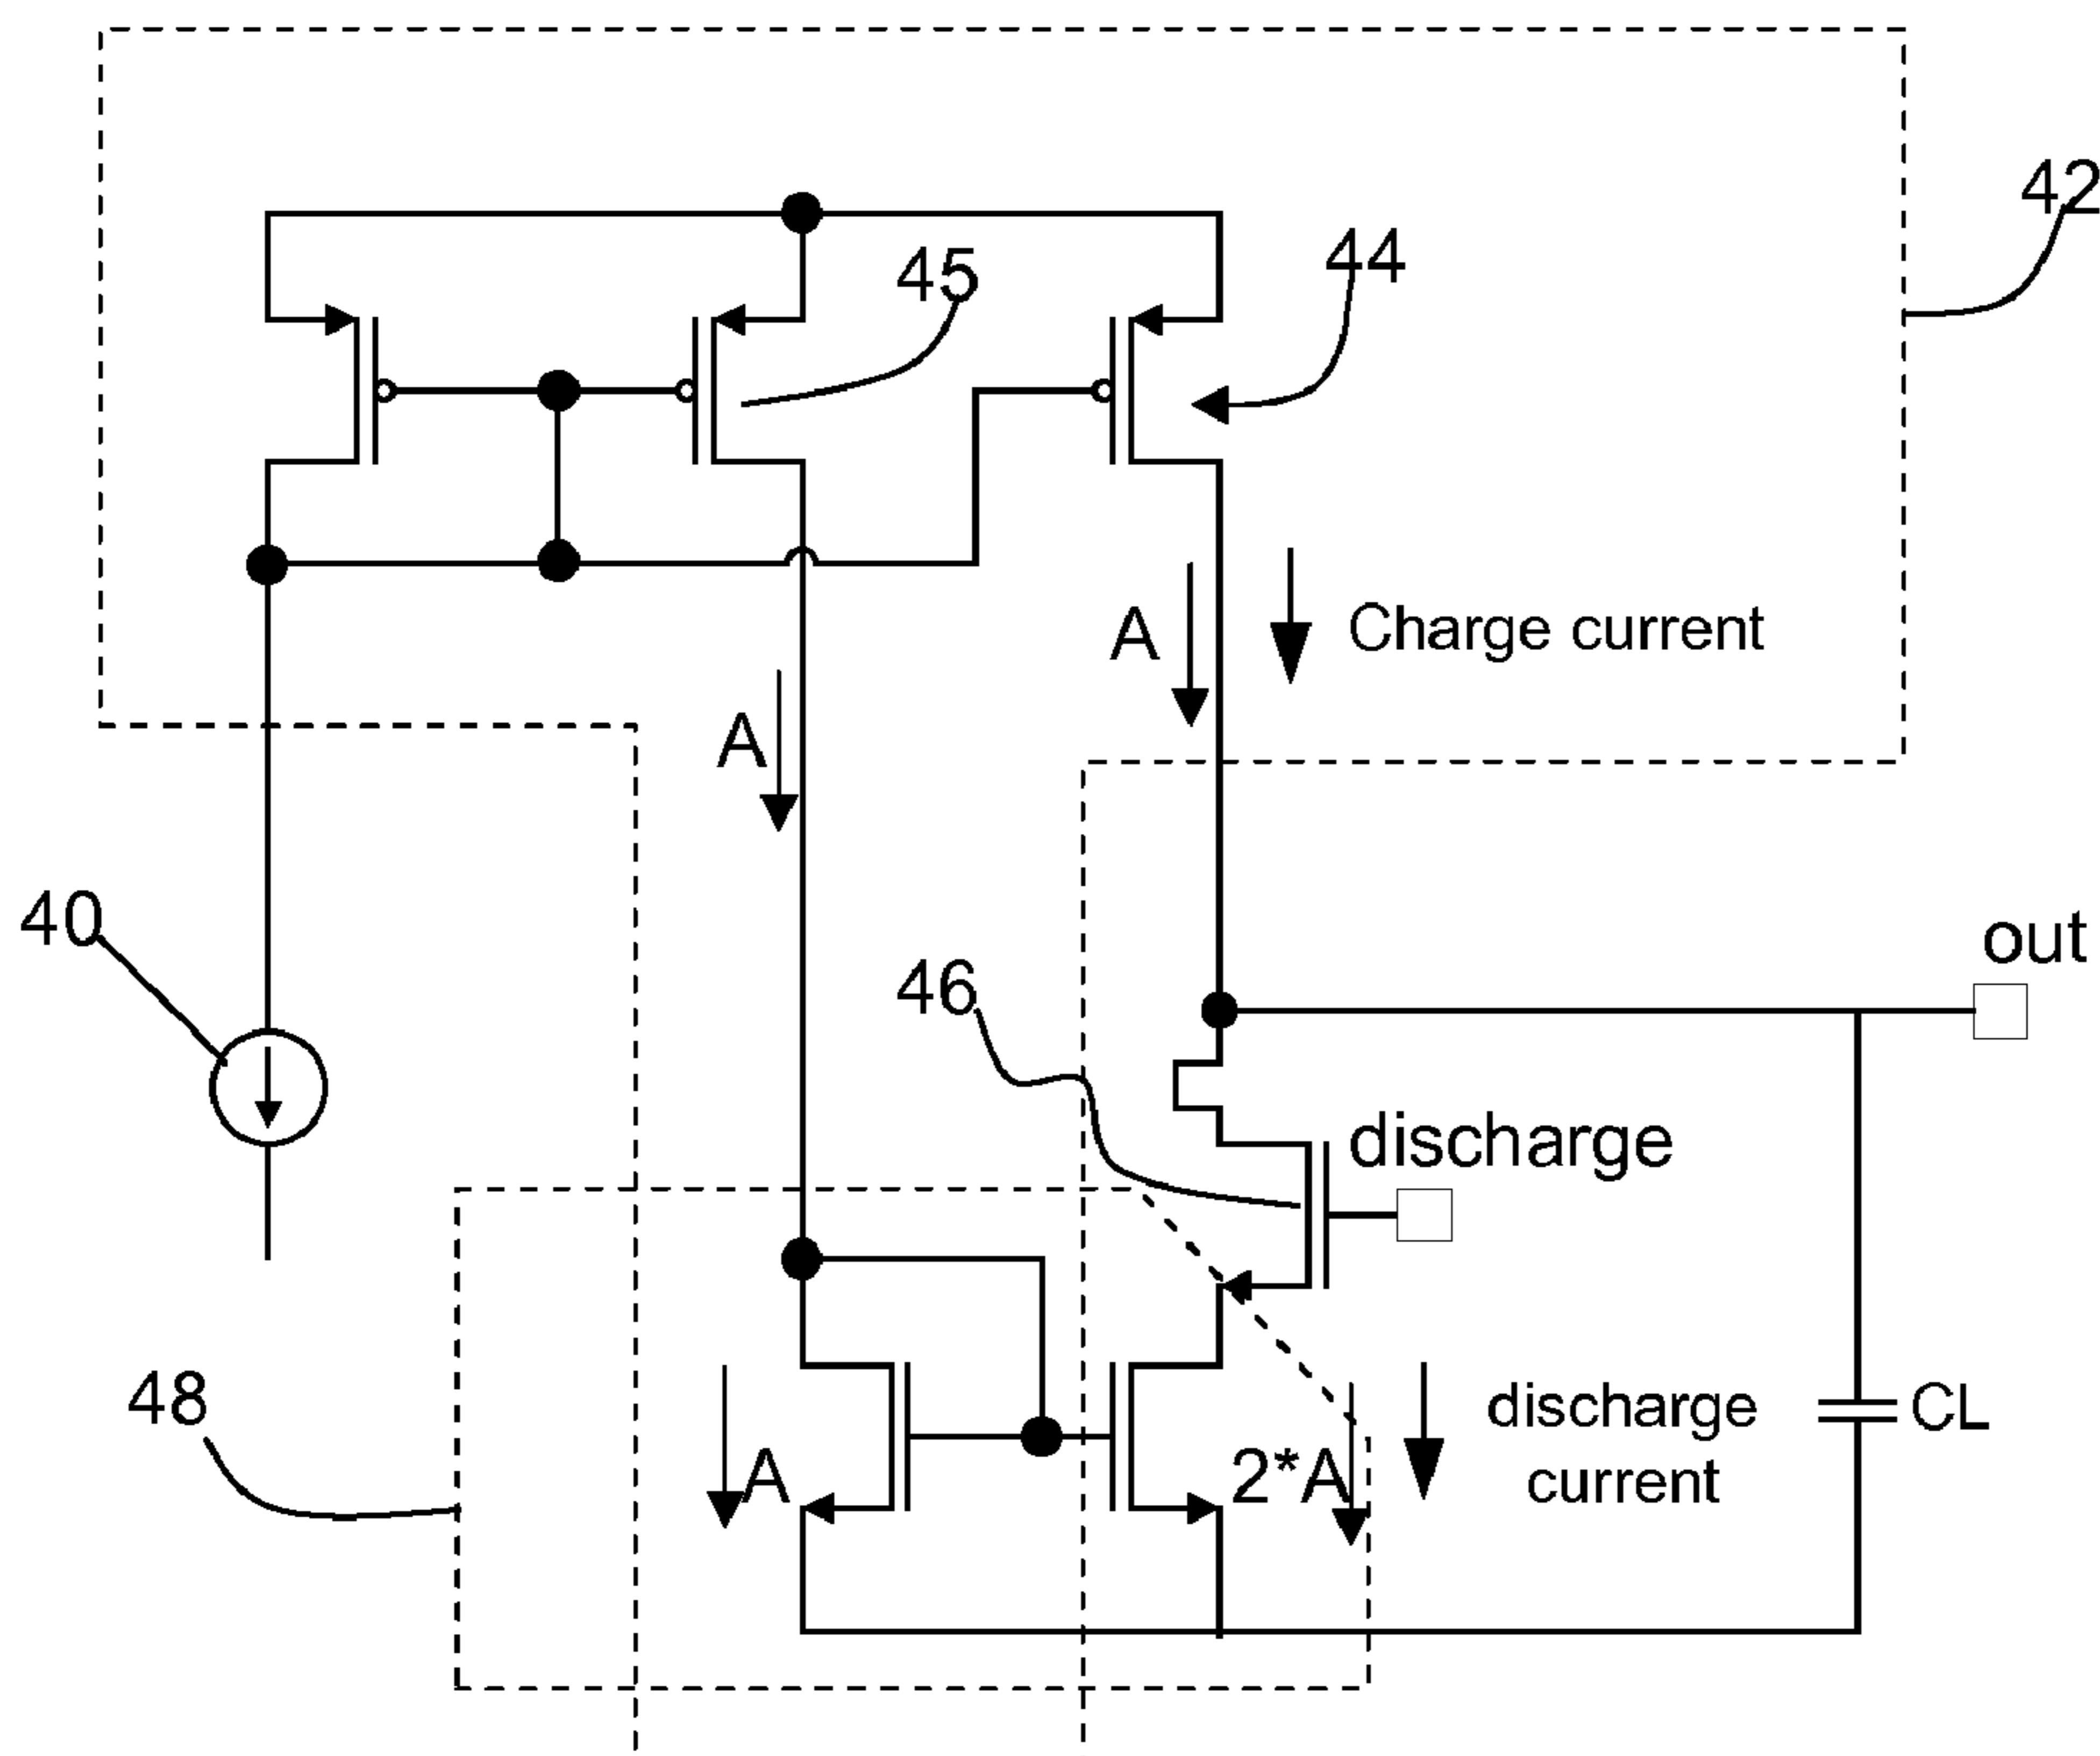 42
45
44
A
Charge current
A
40
out
46
discharge
48
A
2*A
discharge
current
CL